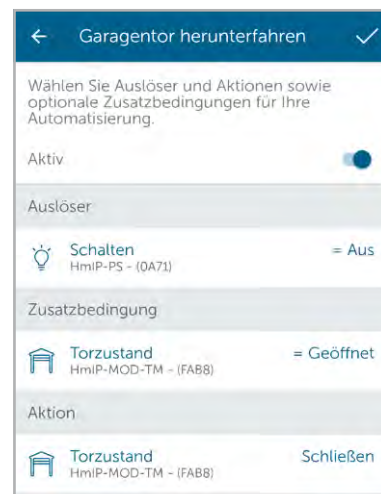 Garagentor herunterfahren
Wählen Sie Auslöser und Aktionen sowie
optionale Zusatzbedingungen für Ihre
Automatisierung.
Aktiv
Auslöser
Schalten = Aus
HmIP-PS - (0A71)
Zusatzbedingung
Torzustand = Geöffnet
HmIP-MOD-TM - (FAB8)
Aktion
Torzustand Schließen
HmIP-MOD-TM - (FAB8)